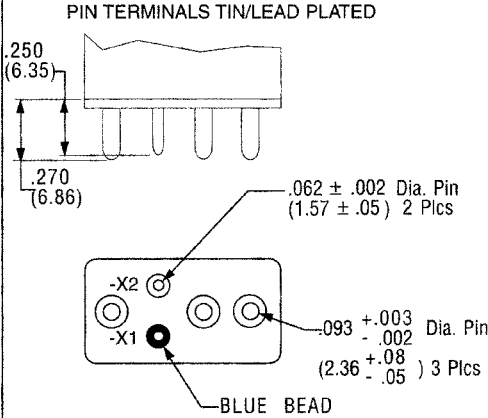 PIN TERMINALS TIN/LEAD PLATED
.250
(6.35)
.270
(6.86)
.062 ± .002 Dia. Pin
(1.57 ± .05) 2 Plcs
-X2
-X1
.093 +.003 - .002 Dia. Pin
(2.36 +.08 - .05 ) 3 Plcs
BLUE BEAD